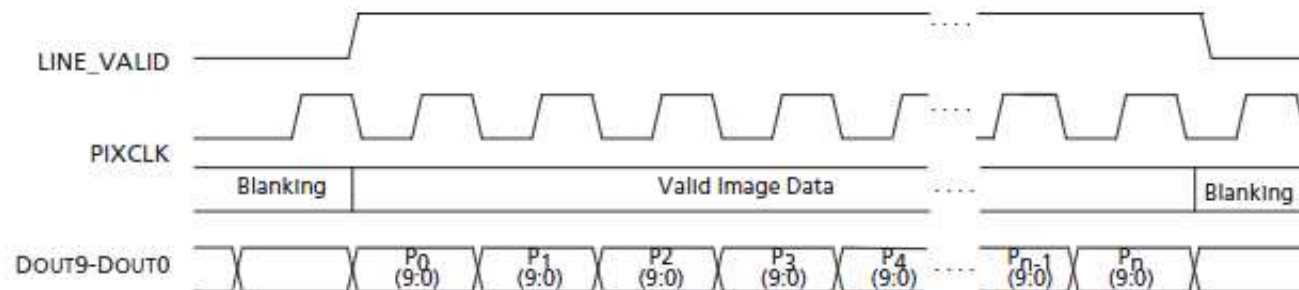 LINE_VALID
....
PIXCLK
....
Blanking Valid Image Data .... Blanking
DOUT9-DOUT0 P0 (9:0) P1 (9:0) P2 (9:0) P3 (9:0) P4 (9:0) .... Pn-1 (9:0) Pn (9:0)